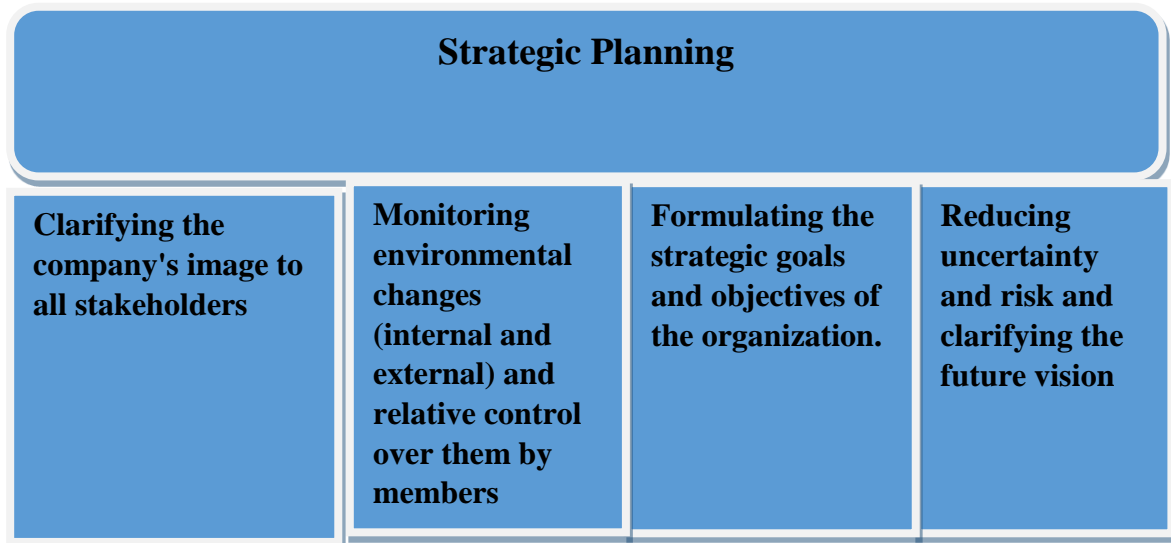 Strategic Planning
Clarifying the
company's image to
all stakeholders
Monitoring
environmental
changes
(internal and
external) and
relative control
over them by
members
Formulating the
strategic goals
and objectives of
the organization.
Reducing
uncertainty
and risk and
clarifying the
future vision